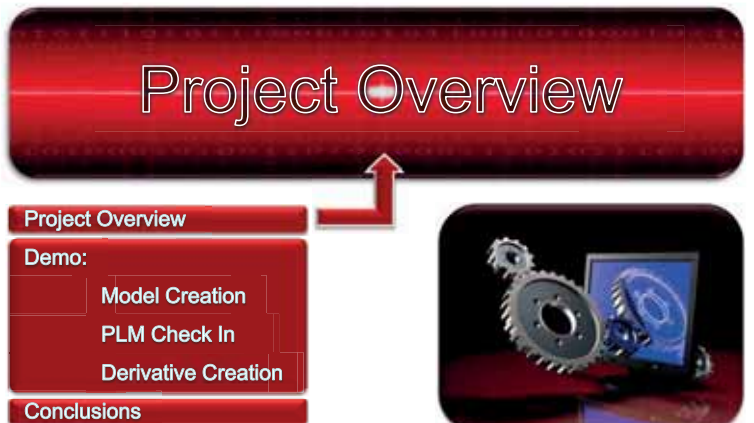 Project Overview
Project Overview
Demo:
Model Creation
PLM Check In
Derivative Creation
Conclusions